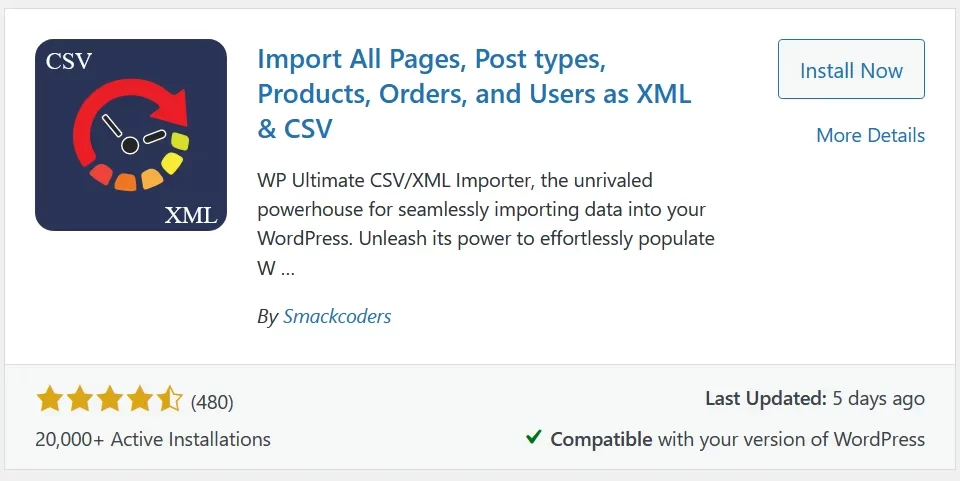 CSV
XML
Import All Pages, Post types,
Products, Orders, and Users as XML
& CSV
Install Now
More Details
WP Ultimate CSV/XML Importer, the unrivaled
powerhouse for seamlessly importing data into your
WordPress. Unleash its power to effortlessly populate
W ...
By Smackcoders
(480)
20,000+ Active Installations
Last Updated: 5 days ago
Compatible with your version of WordPress